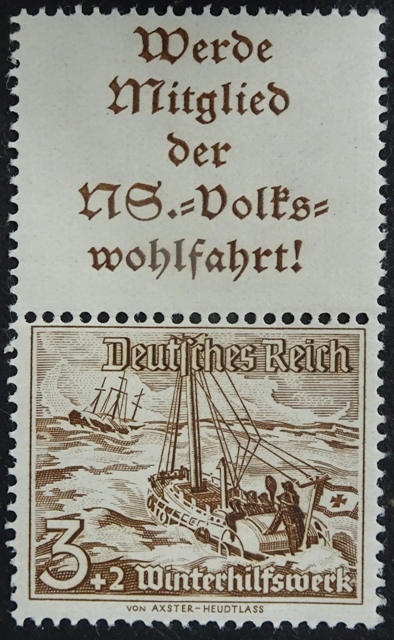 Werde
Mitglied
der
NS.=Volks=
wohlfahrt!
Deutsches Reich
3+2 Winterhilfswerk
VON AXSTER-HEUDTLASS